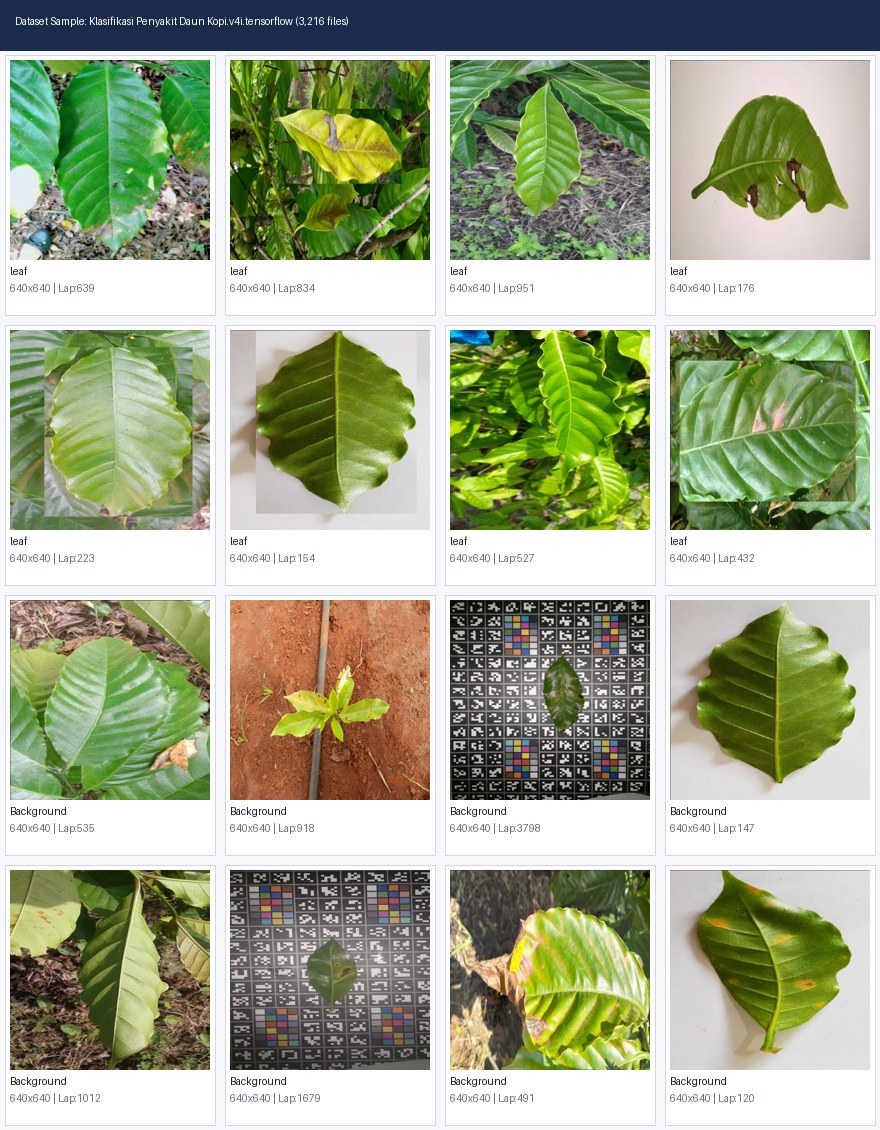 Dataset Sample: Klasifikasi Penyakit Daun Kopi.v4i.tensorflow (3,216 files)
leaf
640x640 | Lap:639
leaf
640x640 | Lap:834
leaf
640x640 | Lap:951
leaf
640x640 | Lap:176
leaf
640x640 | Lap:223
leaf
640x640 | Lap:154
leaf
640x640 | Lap:527
leaf
640x640 | Lap:432
Background
640x640 | Lap:535
Background
640x640 | Lap:918
Background
640x640 | Lap:3798
Background
640x640 | Lap:147
Background
640x640 | Lap:1012
Background
640x640 | Lap:1679
Background
640x640 | Lap:491
Background
640x640 | Lap:120